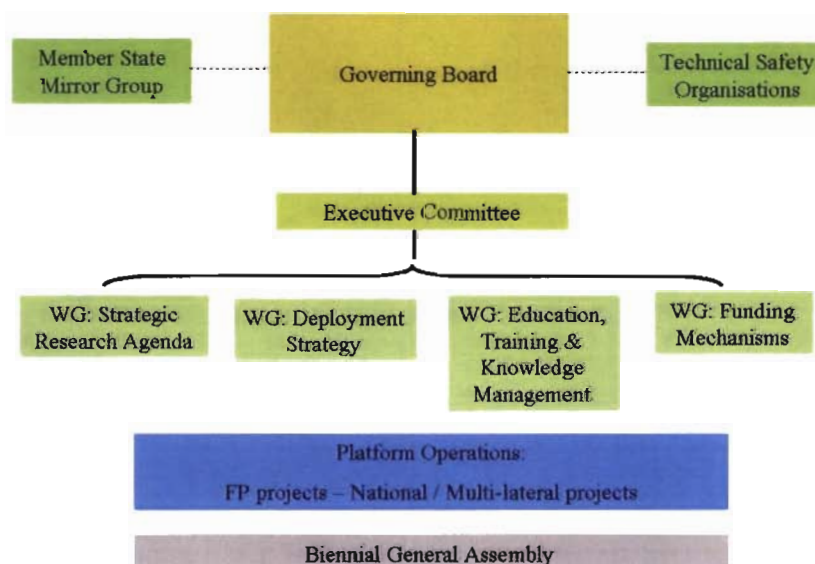 Member State
Mirror Group
Governing Board
Technical Safety
Organisations
Executive Committee
WG: Strategic
Research Agenda
WG: Deployment
Strategy
WG: Education,
Training &
Knowledge
Management
WG: Funding
Mechanisms
Platform Operations:
FP projects – National / Multi-lateral projects
Biennial General Assembly